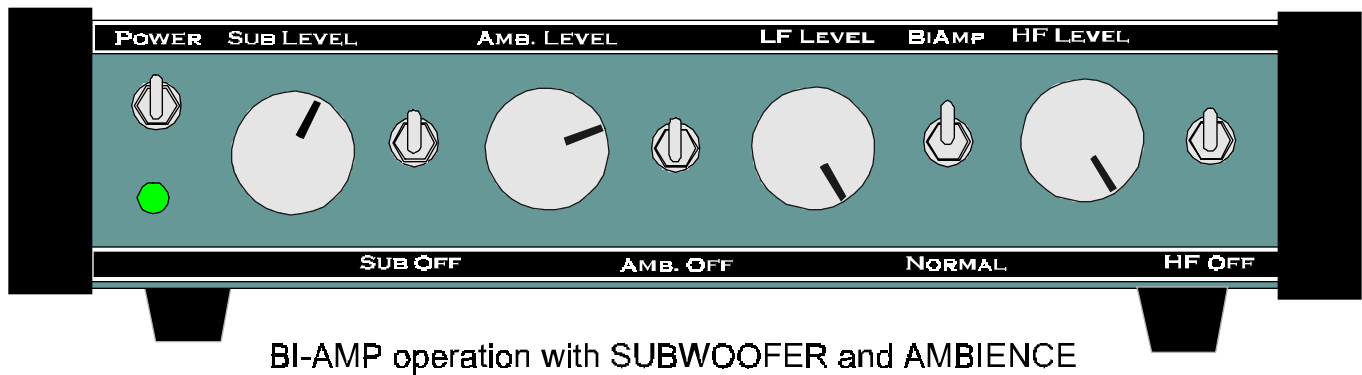 POWER SUB LEVEL AMB. LEVEL LF LEVEL BIAMP HF LEVEL
SUB OFF AMB. OFF NORMAL HF OFF
BI-AMP operation with SUBWOOFER and AMBIENCE